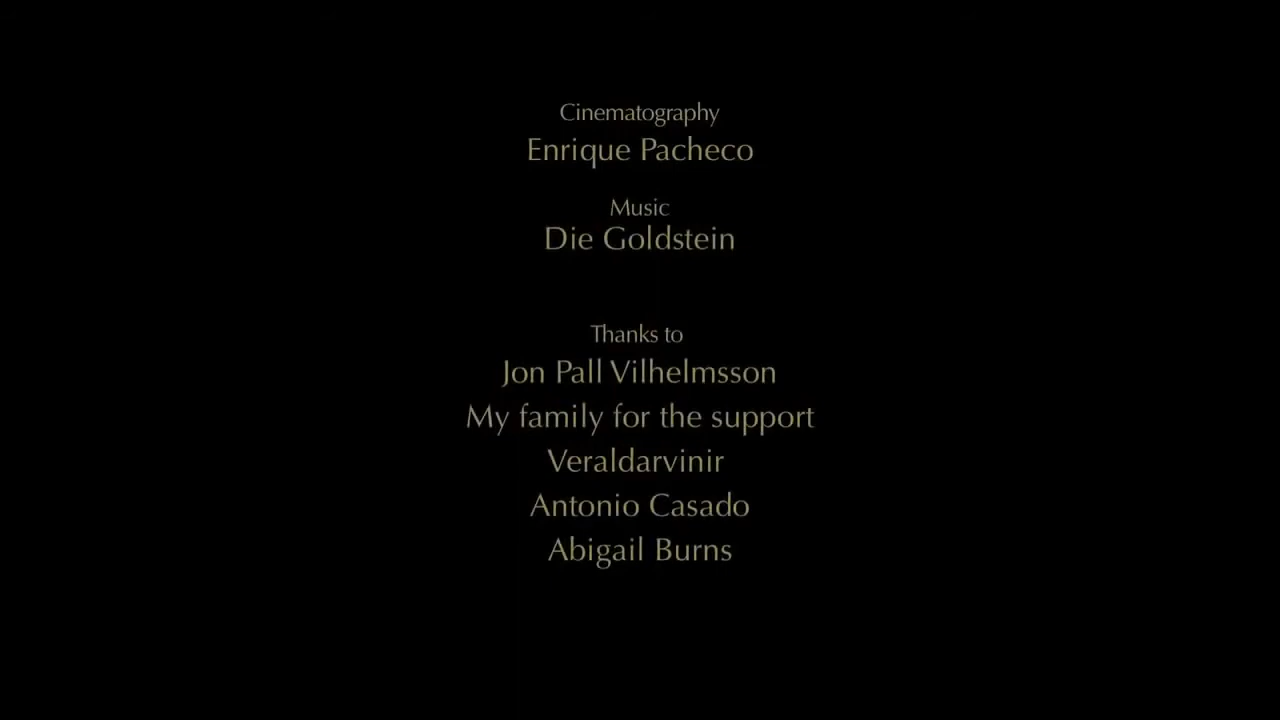 Cinematography
Enrique Pacheco
Music
Die Goldstein
Thanks to
Jon Pall Vilhelmsson
My family for the support
Veraldarvinir
Antonio Casado
Abigail Burns